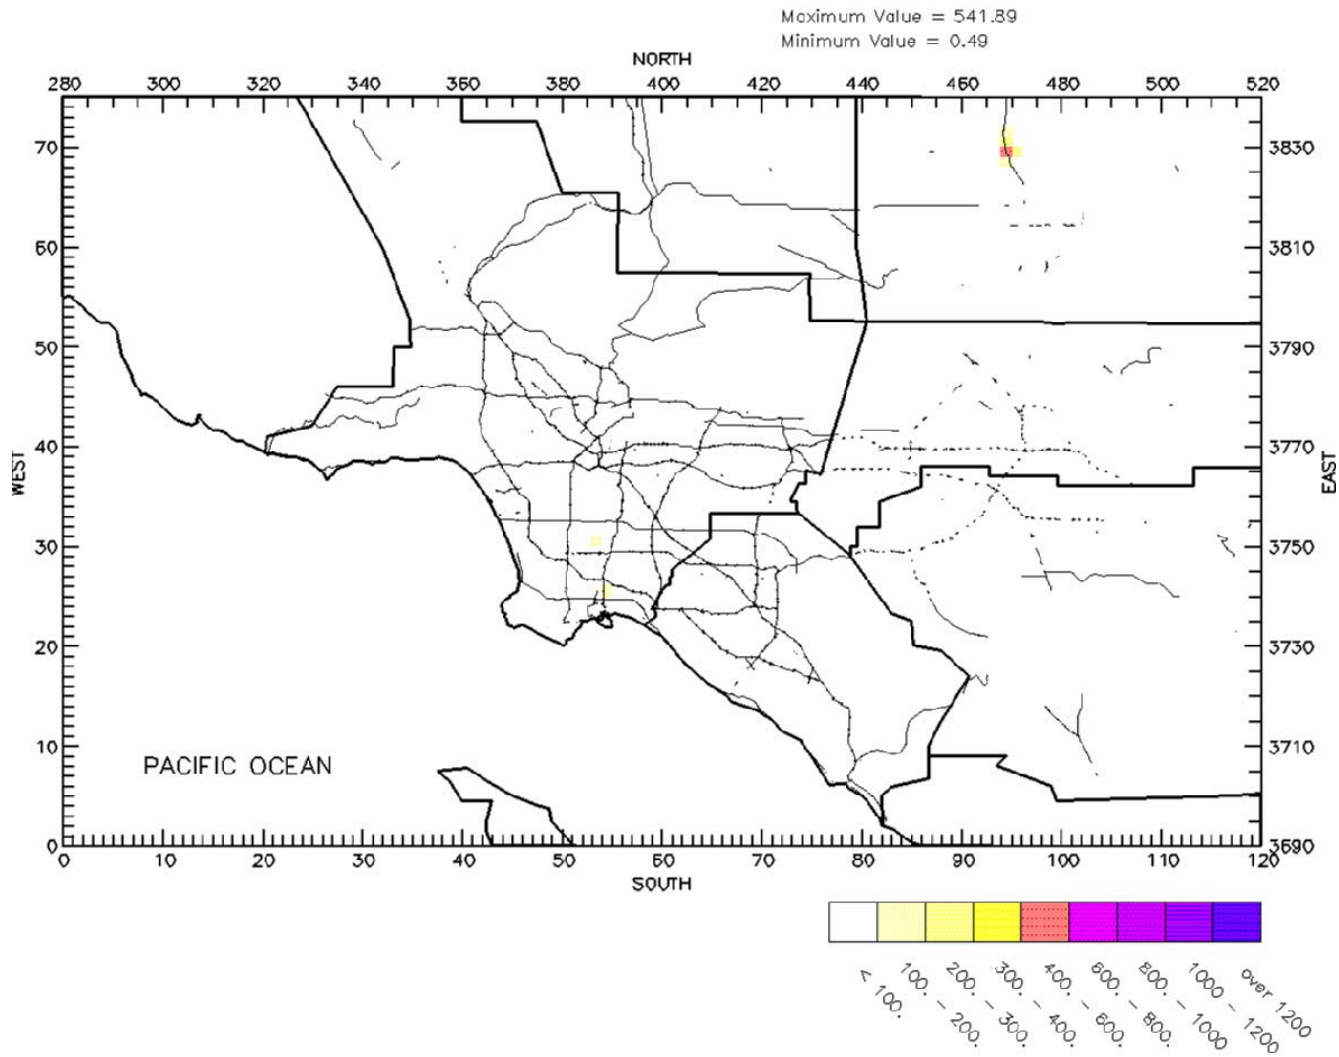 Maximum Value = 541.89
Minimum Value = 0.49
NORTH
280 300 320 340 360 380 400 420 440 460 480 500 520
70 3830
60 3810
50 3790
40 3770
WEST EAST
30 3750
20 3730
10 3710
PACIFIC OCEAN
0 3690
0 10 20 30 40 50 60 70 80 90 100 110 120
SOUTH
< 100.
100. - 200.
200. - 300.
300. - 400.
400. - 600.
600. - 800.
800. - 1000
1000 - 1200
over 1200